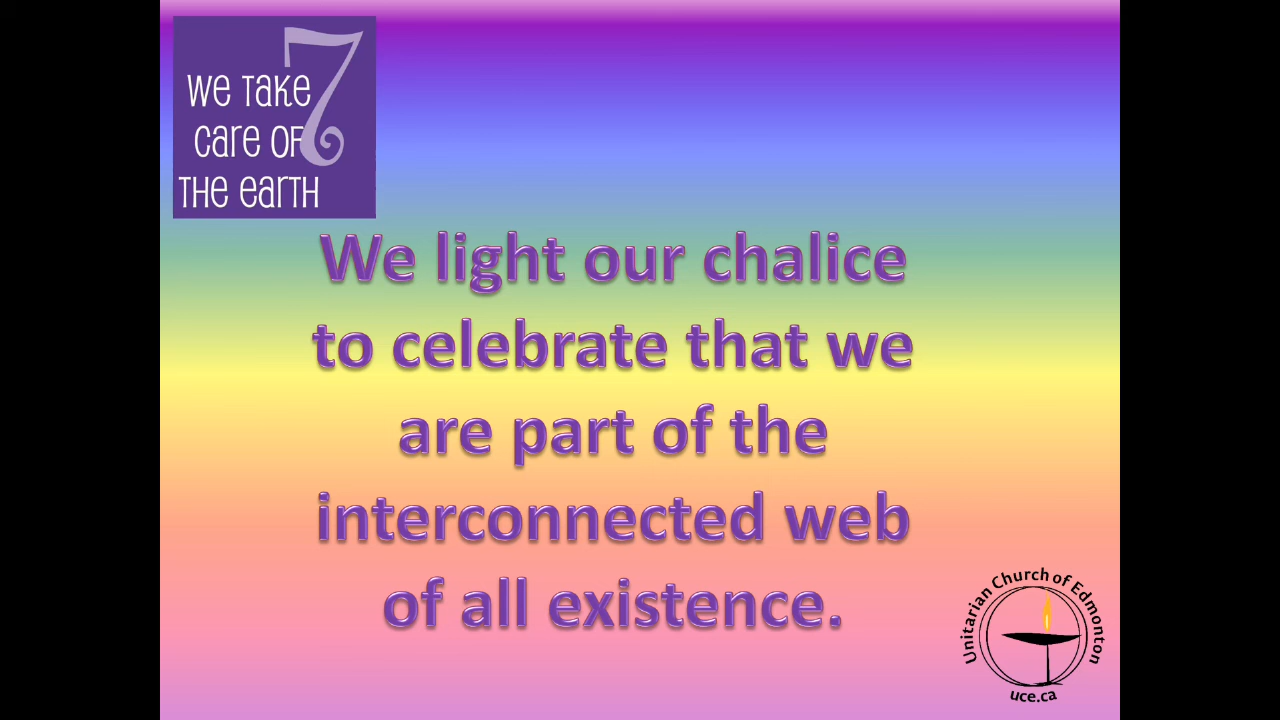 7
We Take
care of
The earth
We light our chalice
to celebrate that we
are part of the
interconnected web
of all existence.
Unitarian Church of Edmonton
uce.ca